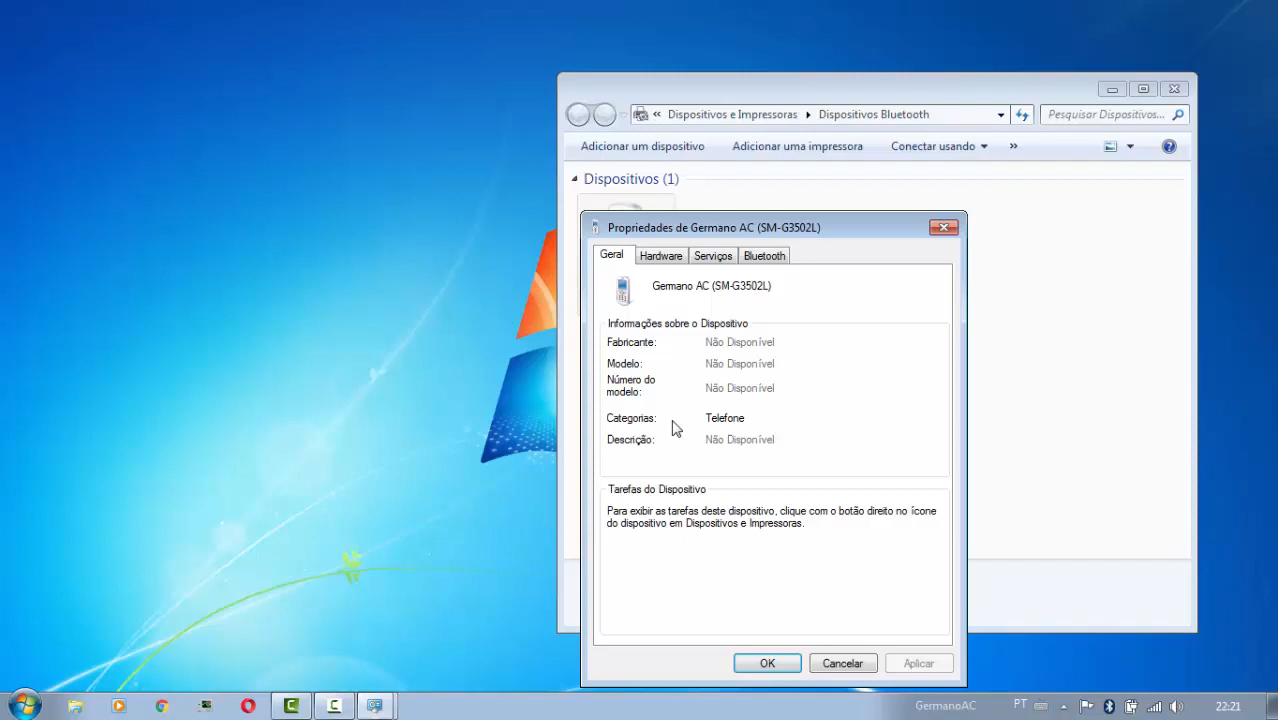 « Dispositivos e Impressoras Dispositivos Bluetooth Pesquisar Dispositivos...
Adicionar um dispositivo Adicionar uma impressora Conectar usando »
Dispositivos (1)
Propriedades de Germano AC (SM-G3502L)
Geral Hardware Serviços Bluetooth
Germano AC (SM-G3502L)
Informações sobre o Dispositivo
Fabricante: Não Disponível
Modelo: Não Disponível
Número do
modelo: Não Disponível
Categorias: Telefone
Descrição: Não Disponível
Tarefas do Dispositivo
Para exibir as tarefas deste dispositivo, clique com o botão direito no ícone
do dispositivo em Dispositivos e Impressoras.
OK Cancelar Aplicar
GermanoAC PT 22:21